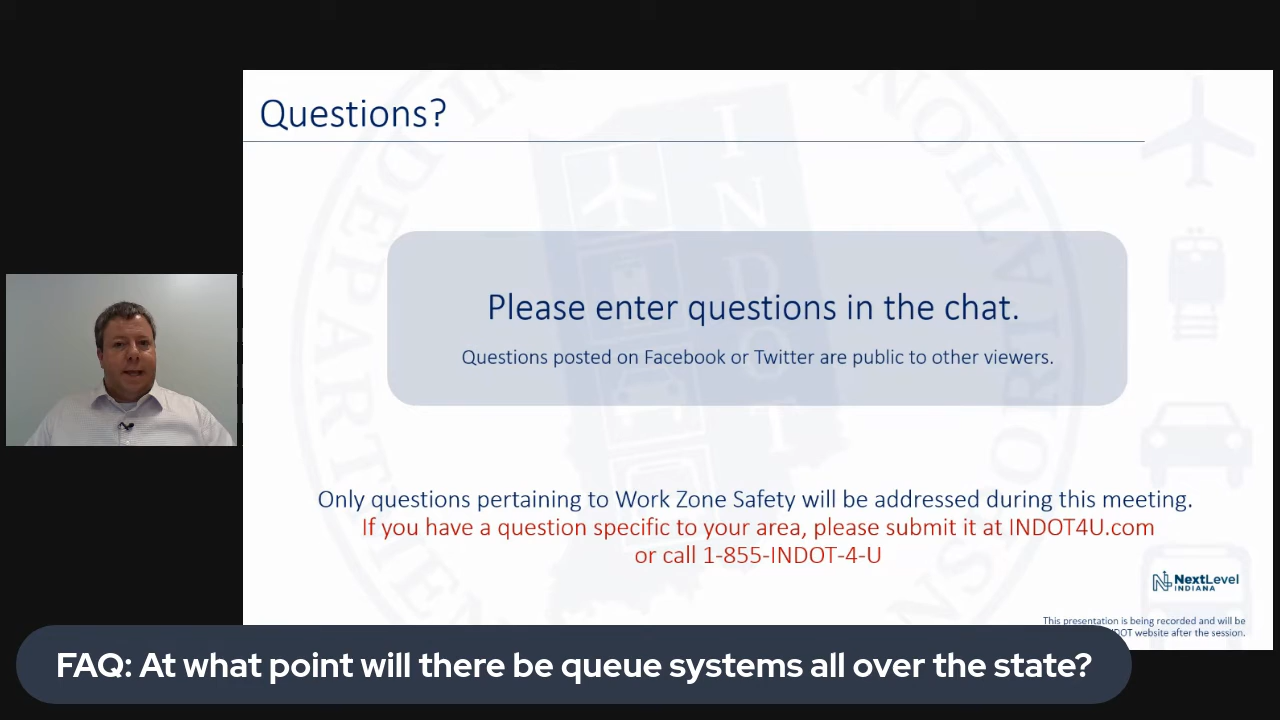 Questions?
Please enter questions in the chat.
Questions posted on Facebook or Twitter are public to other viewers.
Only questions pertaining to Work Zone Safety will be addressed during this meeting.
If you have a question specific to your area, please submit it at INDOT4U.com
or call 1-855-INDOT-4-U
NextLevel
INDIANA
This presentation is being recorded and will be
DOT website after the session.
FAQ: At what point will there be queue systems all over the state?
INDOT